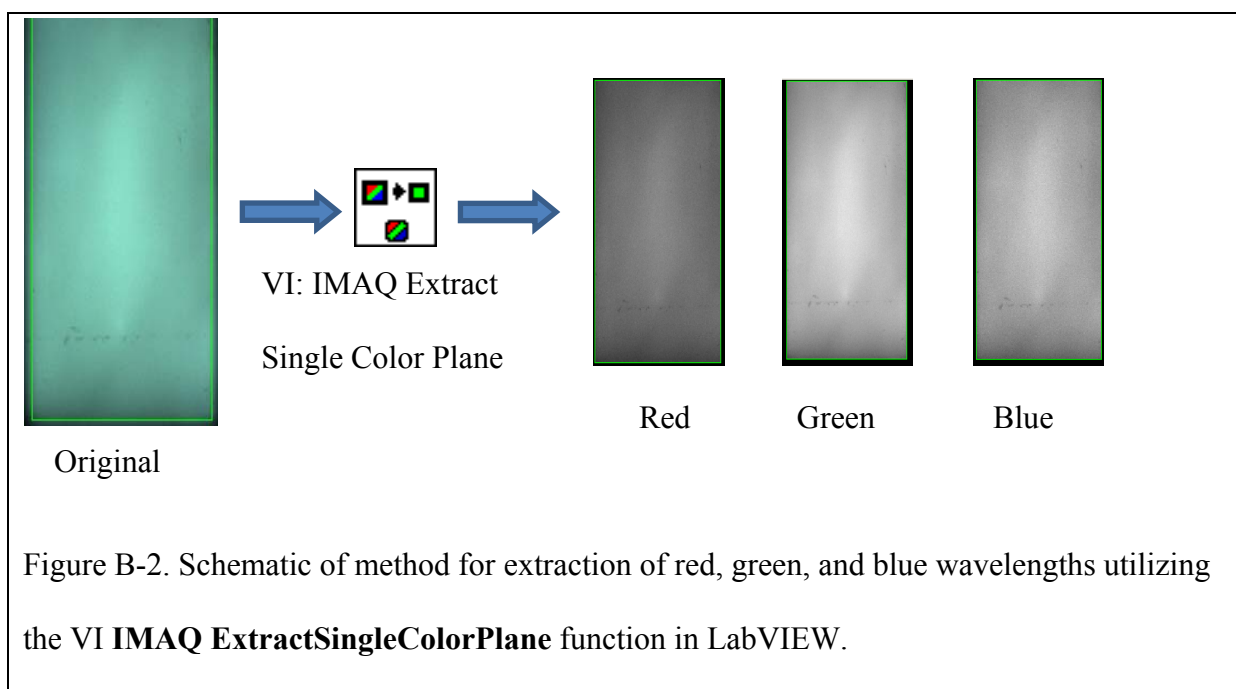 VI: IMAQ Extract
Single Color Plane
Original
Red
Green
Blue
Figure B-2. Schematic of method for extraction of red, green, and blue wavelengths utilizing
the VI IMAQ ExtractSingleColorPlane function in LabVIEW.